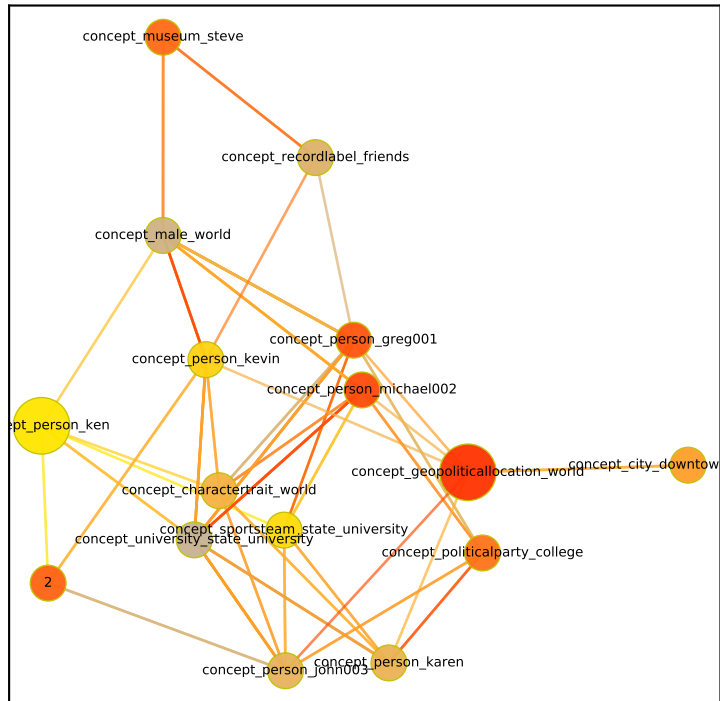 concept_museum_steve
concept_recordlabel_friends
concept_male_world
concept_person_greg001
concept_person_kevin
concept_person_michael002
ept_person_ken
concept_geopoliticallocation_world
concept_city_downtow
concept_charactertrait_world
concept_sportsteam_state_university
concept_university_state_university
concept_politicalparty_college
2
concept_person_john003
concept_person_karen